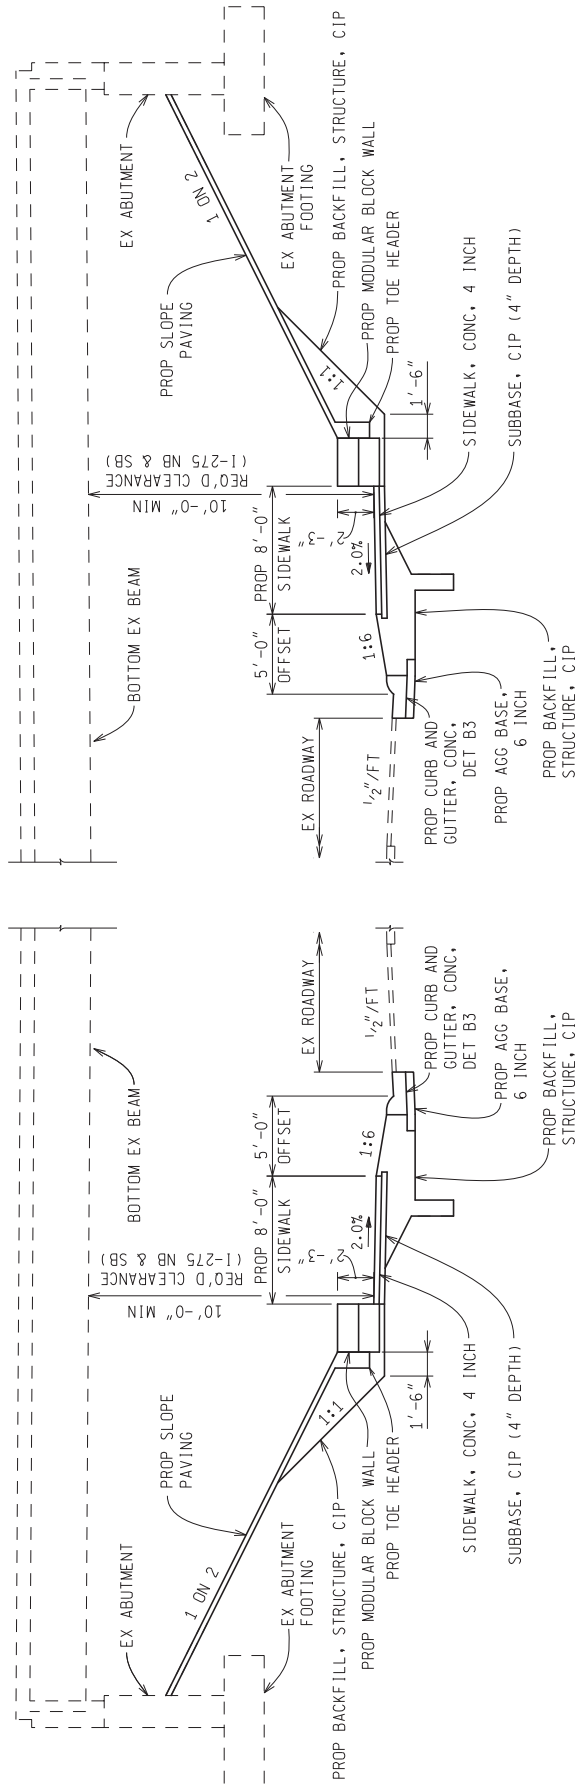 EX ABUTMENT
1 ON 2
PROP SLOPE
PAVING
EX ABUTMENT
FOOTING
PROP BACKFILL, STRUCTURE, CIP
1:1
PROP MODULAR BLOCK WALL
PROP TOE HEADER
1'-6"
10'-0" MIN
REQ'D CLEARANCE
(I-275 NB & SB)
PROP 8'-0"
SIDEWALK
2'-3"
2.0%
SIDEWALK, CONC, 4 INCH
SUBBASE, CIP (4" DEPTH)
BOTTOM EX BEAM
5'-0"
OFFSET
1:6
EX ROADWAY
1/2"/FT
PROP CURB AND
GUTTER, CONC,
DET B3
PROP AGG BASE,
6 INCH
PROP BACKFILL,
STRUCTURE, CIP
BOTTOM EX BEAM
EX ROADWAY
1/2"/FT
5'-0"
OFFSET
1:6
PROP 8'-0"
SIDEWALK
2'-3"
2.0%
10'-0" MIN
REQ'D CLEARANCE
(I-275 NB & SB)
PROP CURB AND
GUTTER, CONC,
DET B3
PROP AGG BASE,
6 INCH
PROP BACKFILL,
STRUCTURE, CIP
EX ABUTMENT
1 ON 2
PROP SLOPE
PAVING
EX ABUTMENT
FOOTING
PROP BACKFILL, STRUCTURE, CIP
1:1
PROP MODULAR BLOCK WALL
PROP TOE HEADER
1'-6"
SIDEWALK, CONC, 4 INCH
SUBBASE, CIP (4" DEPTH)